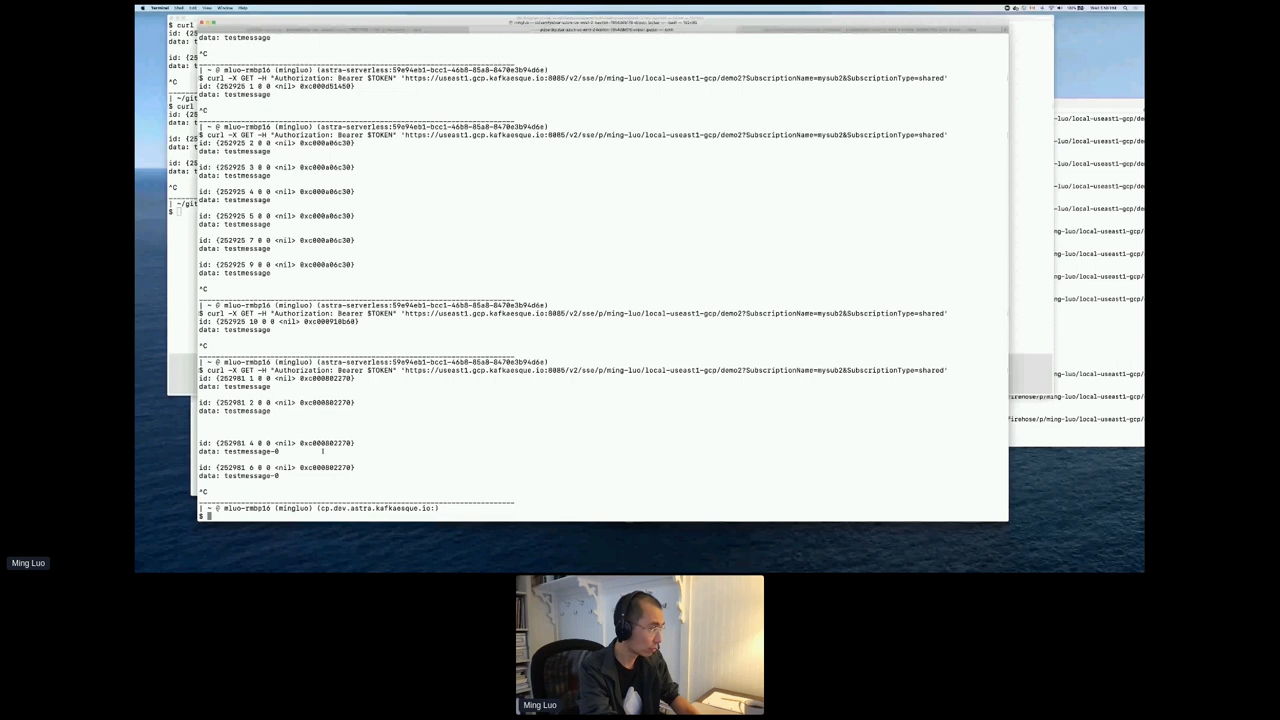 Terminal Shell Edit View Window Help
data: testmessage
^C
| ~ @ mluo-rmbp16 (mingluo) (astra-serverless:59e94eb1-bcc1-46b8-85a8-8470e3b94d6e)
$ curl -X GET -H "Authorization: Bearer $TOKEN" 'https://useast1.gcp.kafkaesque.io:8085/v2/sse/p/ming-luo/local-useast1-gcp/demo2?SubscriptionName=mysub2&SubscriptionType=shared'
id: {252925 1 0 0 <nil> 0xc000d51450}
data: testmessage
^C
| ~ @ mluo-rmbp16 (mingluo) (astra-serverless:59e94eb1-bcc1-46b8-85a8-8470e3b94d6e)
$ curl -X GET -H "Authorization: Bearer $TOKEN" 'https://useast1.gcp.kafkaesque.io:8085/v2/sse/p/ming-luo/local-useast1-gcp/demo2?SubscriptionName=mysub2&SubscriptionType=shared'
id: {252925 2 0 0 <nil> 0xc000a06c30}
data: testmessage
id: {252925 3 0 0 <nil> 0xc000a06c30}
data: testmessage
id: {252925 4 0 0 <nil> 0xc000a06c30}
data: testmessage
id: {252925 5 0 0 <nil> 0xc000a06c30}
data: testmessage
id: {252925 7 0 0 <nil> 0xc000a06c30}
data: testmessage
id: {252925 9 0 0 <nil> 0xc000a06c30}
data: testmessage
^C
| ~ @ mluo-rmbp16 (mingluo) (astra-serverless:59e94eb1-bcc1-46b8-85a8-8470e3b94d6e)
$ curl -X GET -H "Authorization: Bearer $TOKEN" 'https://useast1.gcp.kafkaesque.io:8085/v2/sse/p/ming-luo/local-useast1-gcp/demo2?SubscriptionName=mysub2&SubscriptionType=shared'
id: {252925 10 0 0 <nil> 0xc000910b60}
data: testmessage
^C
| ~ @ mluo-rmbp16 (mingluo) (astra-serverless:59e94eb1-bcc1-46b8-85a8-8470e3b94d6e)
$ curl -X GET -H "Authorization: Bearer $TOKEN" 'https://useast1.gcp.kafkaesque.io:8085/v2/sse/p/ming-luo/local-useast1-gcp/demo2?SubscriptionName=mysub2&SubscriptionType=shared'
id: {252981 1 0 0 <nil> 0xc000802270}
data: testmessage
id: {252981 2 0 0 <nil> 0xc000802270}
data: testmessage
id: {252981 4 0 0 <nil> 0xc000802270}
data: testmessage-0
id: {252981 6 0 0 <nil> 0xc000802270}
data: testmessage-0
^C
| ~ @ mluo-rmbp16 (mingluo) (cp.dev.astra.kafkaesque.io:)
$
Ming Luo
Ming Luo